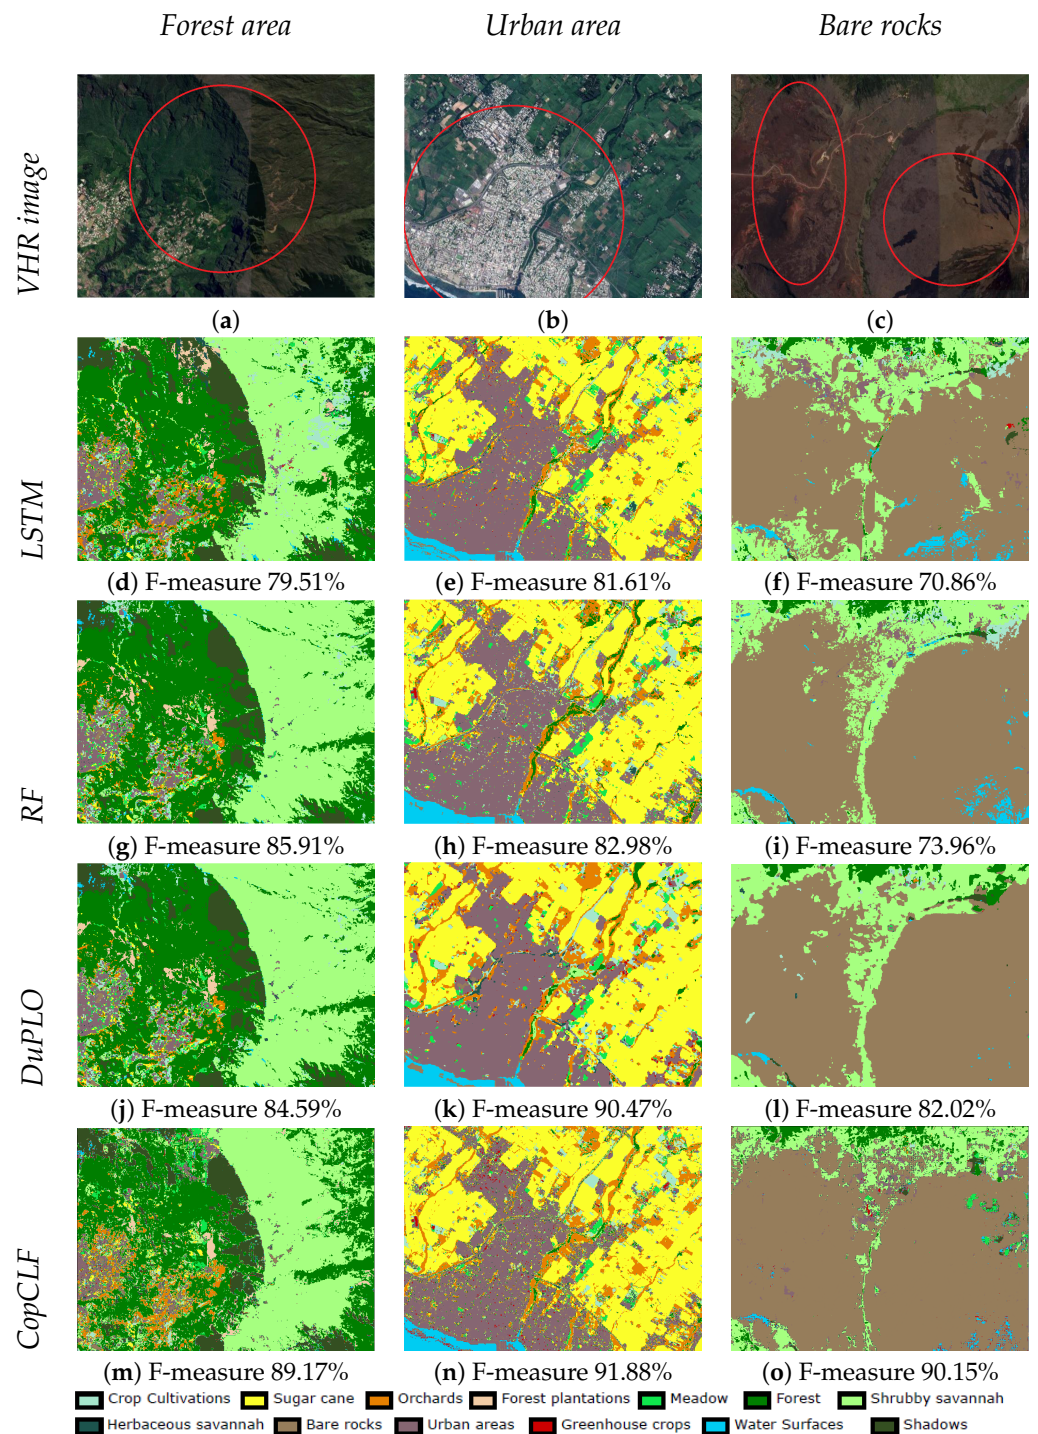 Forest area Urban area Bare rocks
VHR image
(a) (b) (c)
LSTM
(d) F-measure 79.51% (e) F-measure 81.61% (f) F-measure 70.86%
RF
(g) F-measure 85.91% (h) F-measure 82.98% (i) F-measure 73.96%
DuPLO
(j) F-measure 84.59% (k) F-measure 90.47% (l) F-measure 82.02%
CopCLF
(m) F-measure 89.17% (n) F-measure 91.88% (o) F-measure 90.15%
Crop Cultivations Sugar cane Orchards Forest plantations Meadow Forest Shrubby savannah
Herbaceous savannah Bare rocks Urban areas Greenhouse crops Water Surfaces Shadows